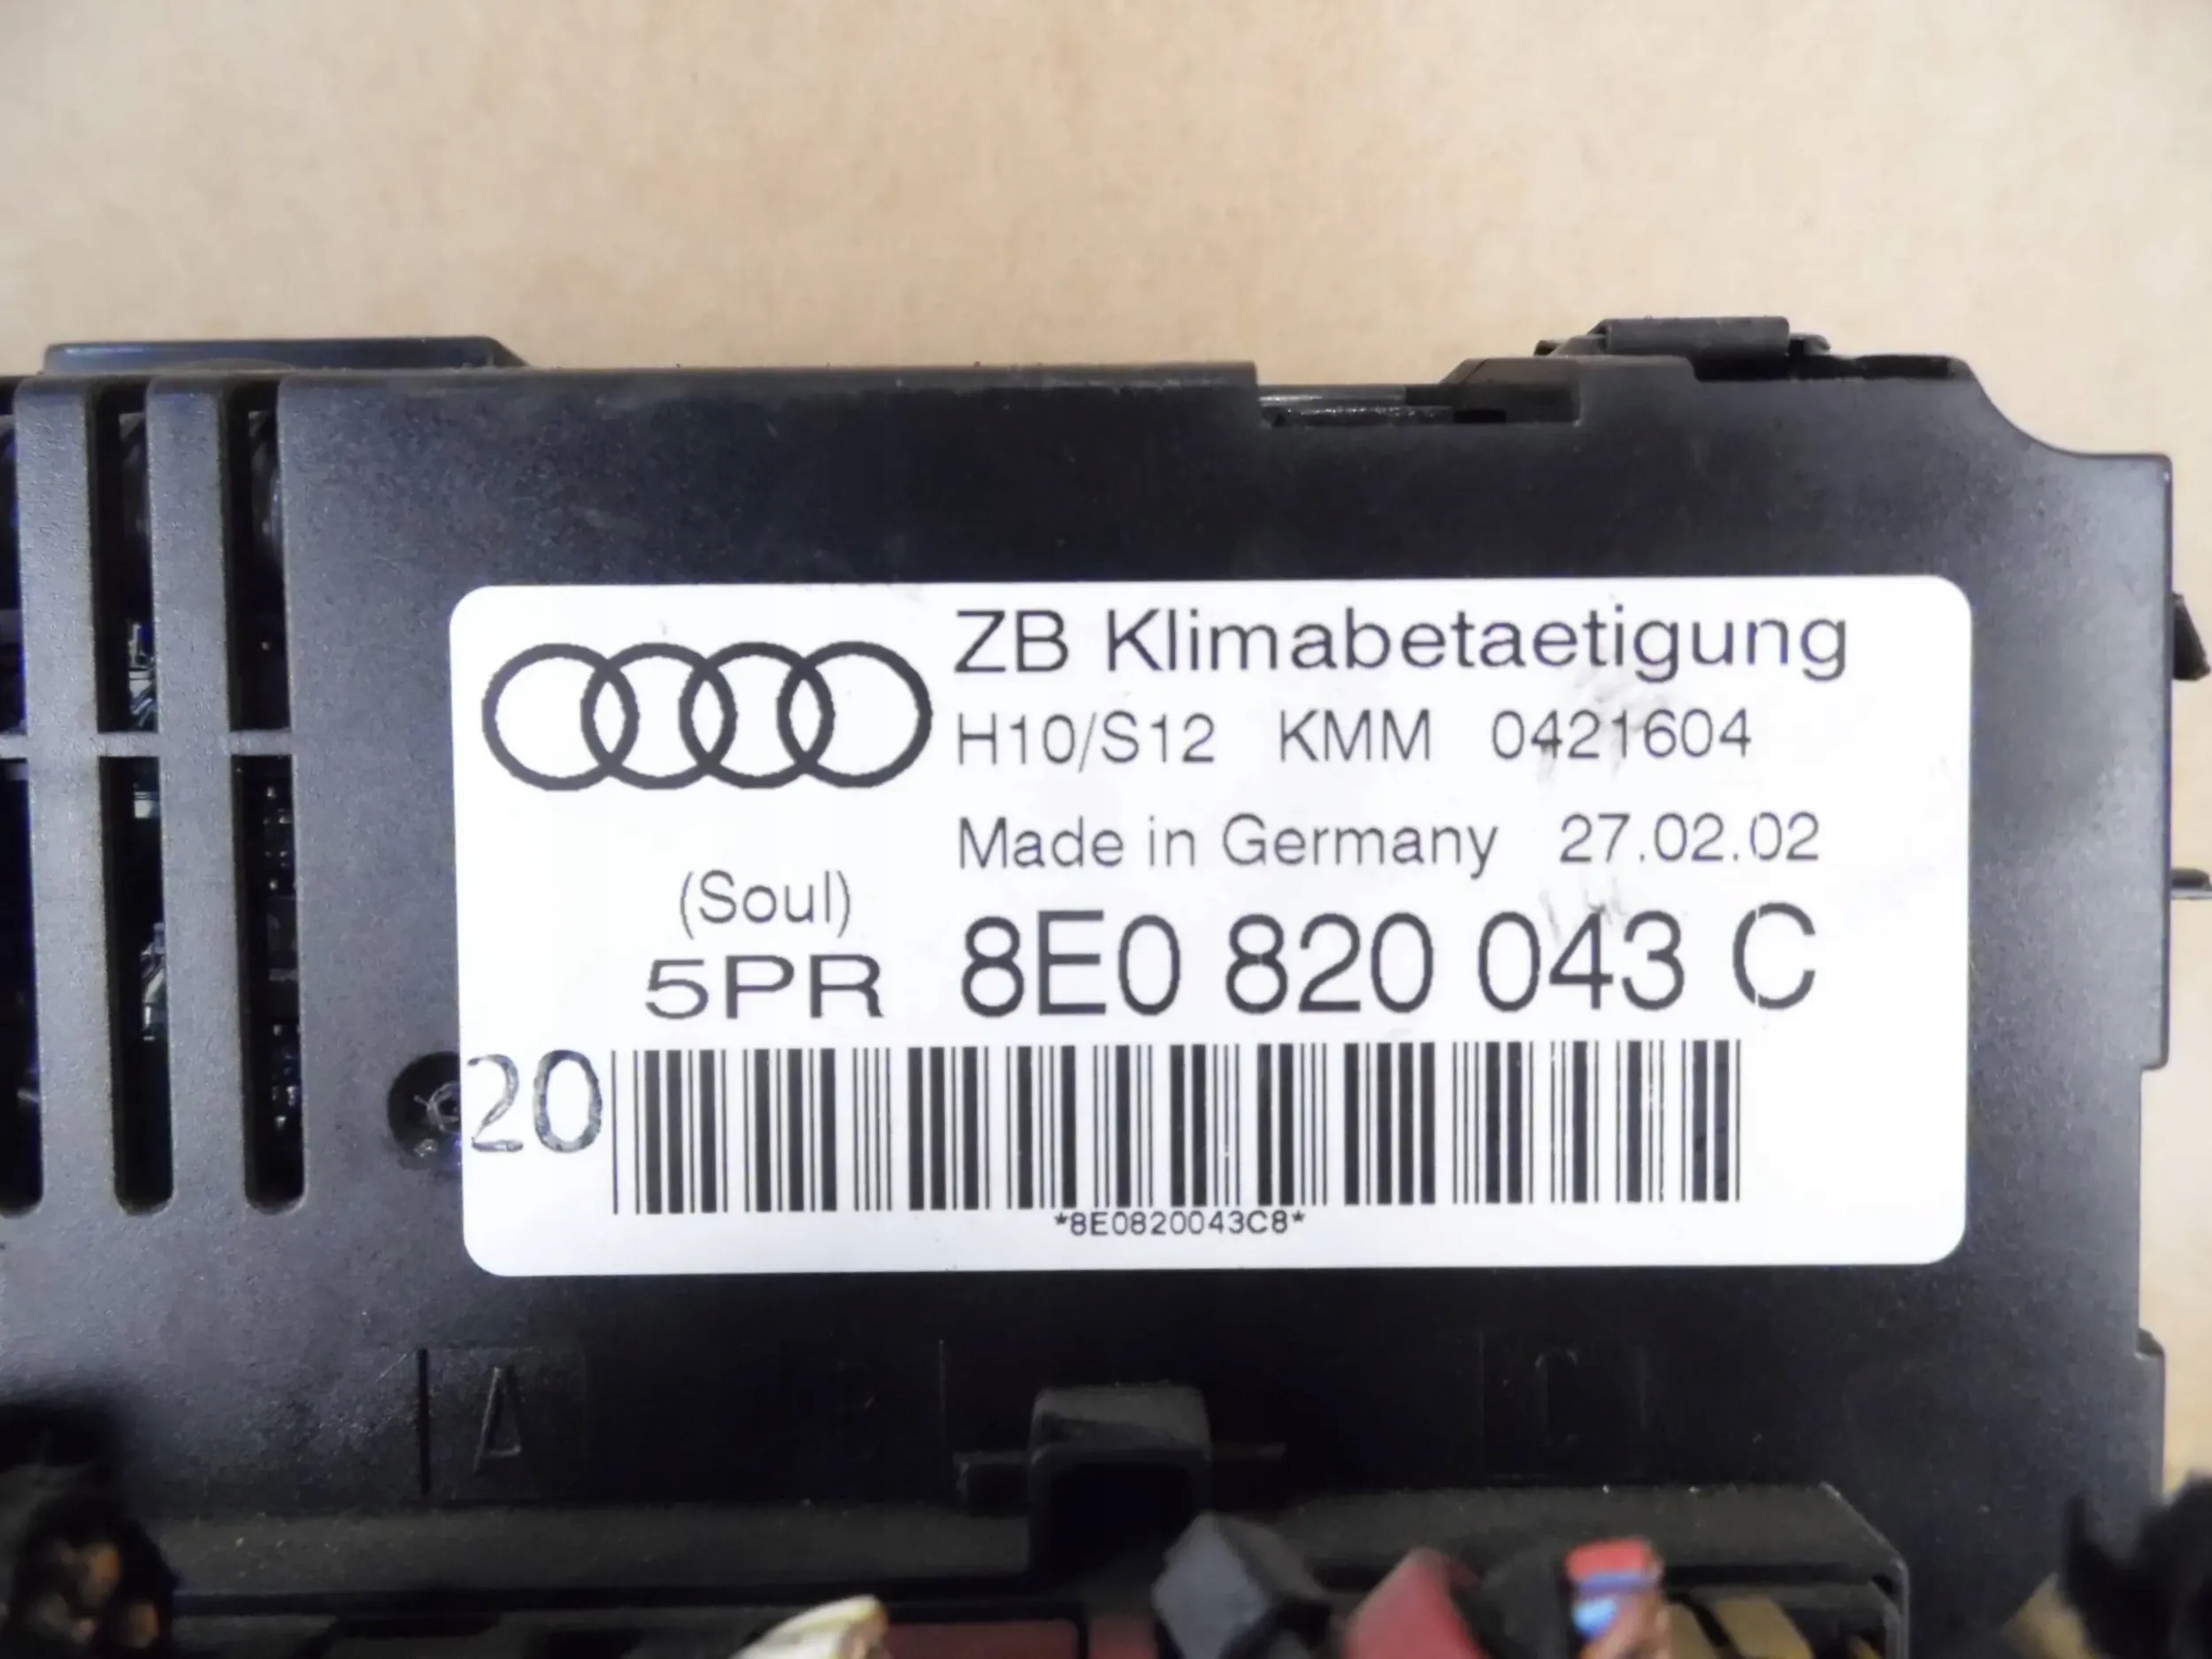 ZB Klimabetaetigung
H10/S12 KMM 0421604
Made in Germany 27.02.02
(Soul)
5PR 8E0 820 043 C
20
*8E0820043C8*
A
B
C